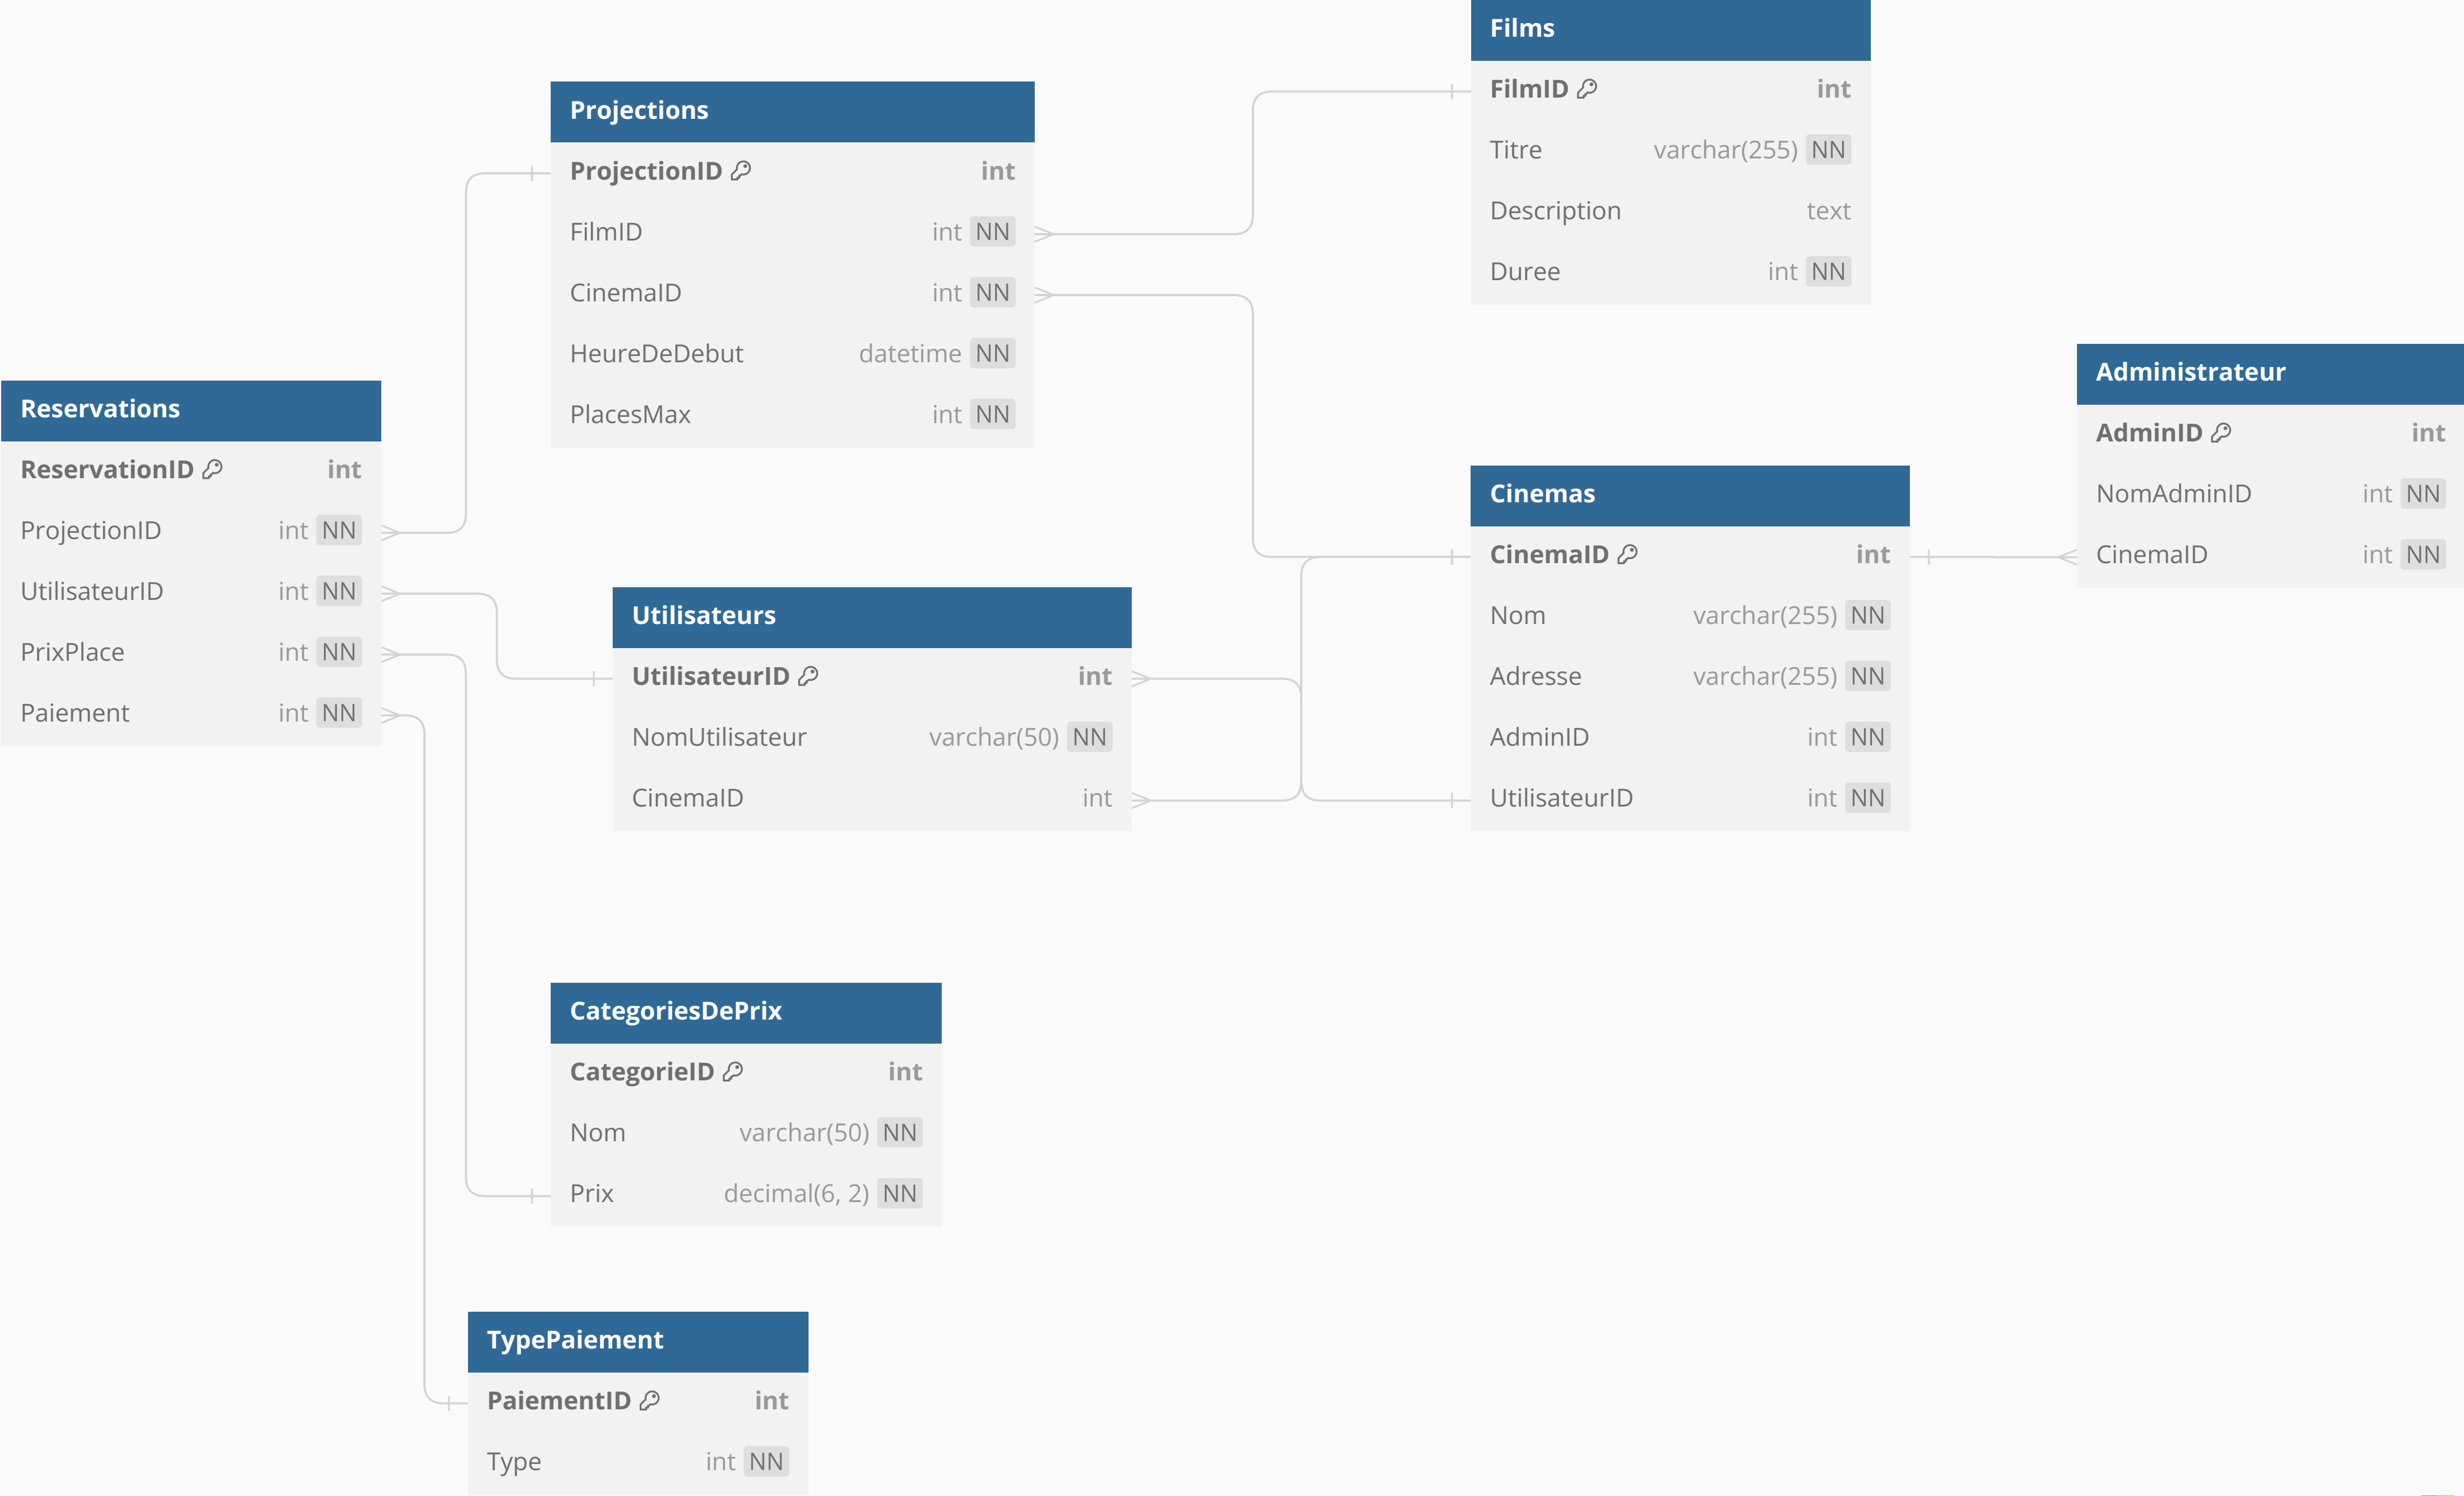 Films
FilmID int
Titre varchar(255) NN
Description text
Duree int NN
Projections
ProjectionID int
FilmID int NN
CinemaID int NN
HeureDeDebut datetime NN
PlacesMax int NN
Administrateur
AdminID int
NomAdminID int NN
CinemaID int NN
Reservations
ReservationID int
ProjectionID int NN
UtilisateurID int NN
PrixPlace int NN
Paiement int NN
Cinemas
CinemaID int
Nom varchar(255) NN
Adresse varchar(255) NN
AdminID int NN
UtilisateurID int NN
Utilisateurs
UtilisateurID int
NomUtilisateur varchar(50) NN
CinemaID int
CategoriesDePrix
CategorieID int
Nom varchar(50) NN
Prix decimal(6, 2) NN
TypePaiement
PaiementID int
Type int NN